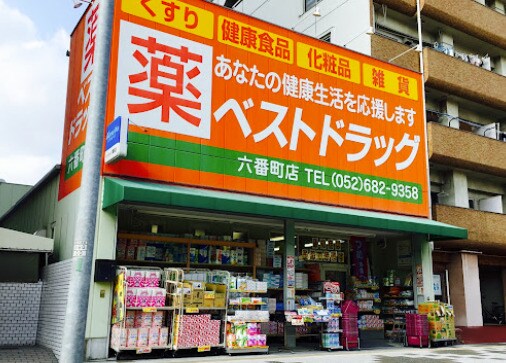 くすり
健康食品
化粧品
雑貨
薬
あなたの健康生活を応援します
ベストドラッグ
六番町店 TEL(052)682-9358